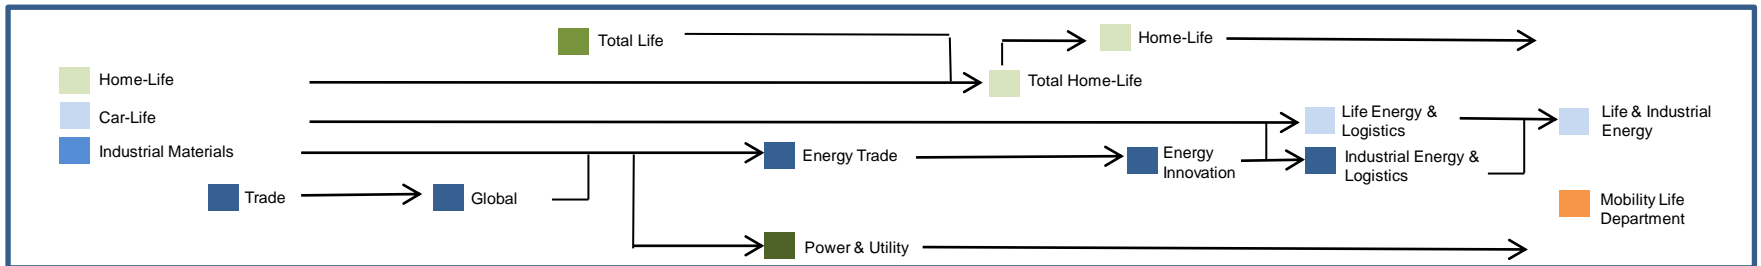 Total Life
Home-Life
Home-Life
Total Home-Life
Car-Life
Life Energy &
Logistics
Life & Industrial
Energy
Industrial Materials
Energy Trade
Energy
Innovation
Industrial Energy &
Logistics
Trade
Global
Mobility Life
Department
Power & Utility